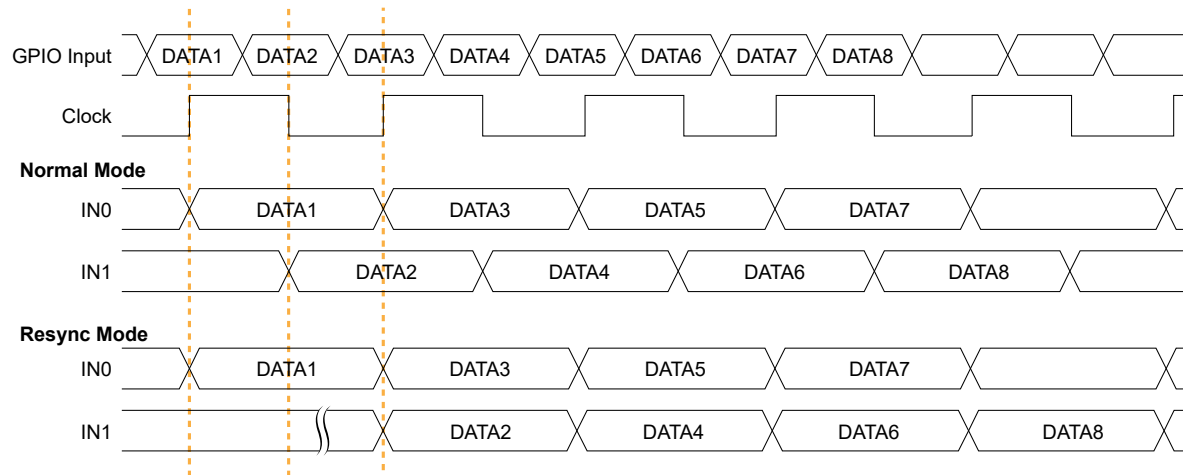 GPIO Input DATA1 DATA2 DATA3 DATA4 DATA5 DATA6 DATA7 DATA8
Clock
Normal Mode
IN0 DATA1 DATA3 DATA5 DATA7
IN1 DATA2 DATA4 DATA6 DATA8
Resync Mode
IN0 DATA1 DATA3 DATA5 DATA7
IN1 DATA2 DATA4 DATA6 DATA8